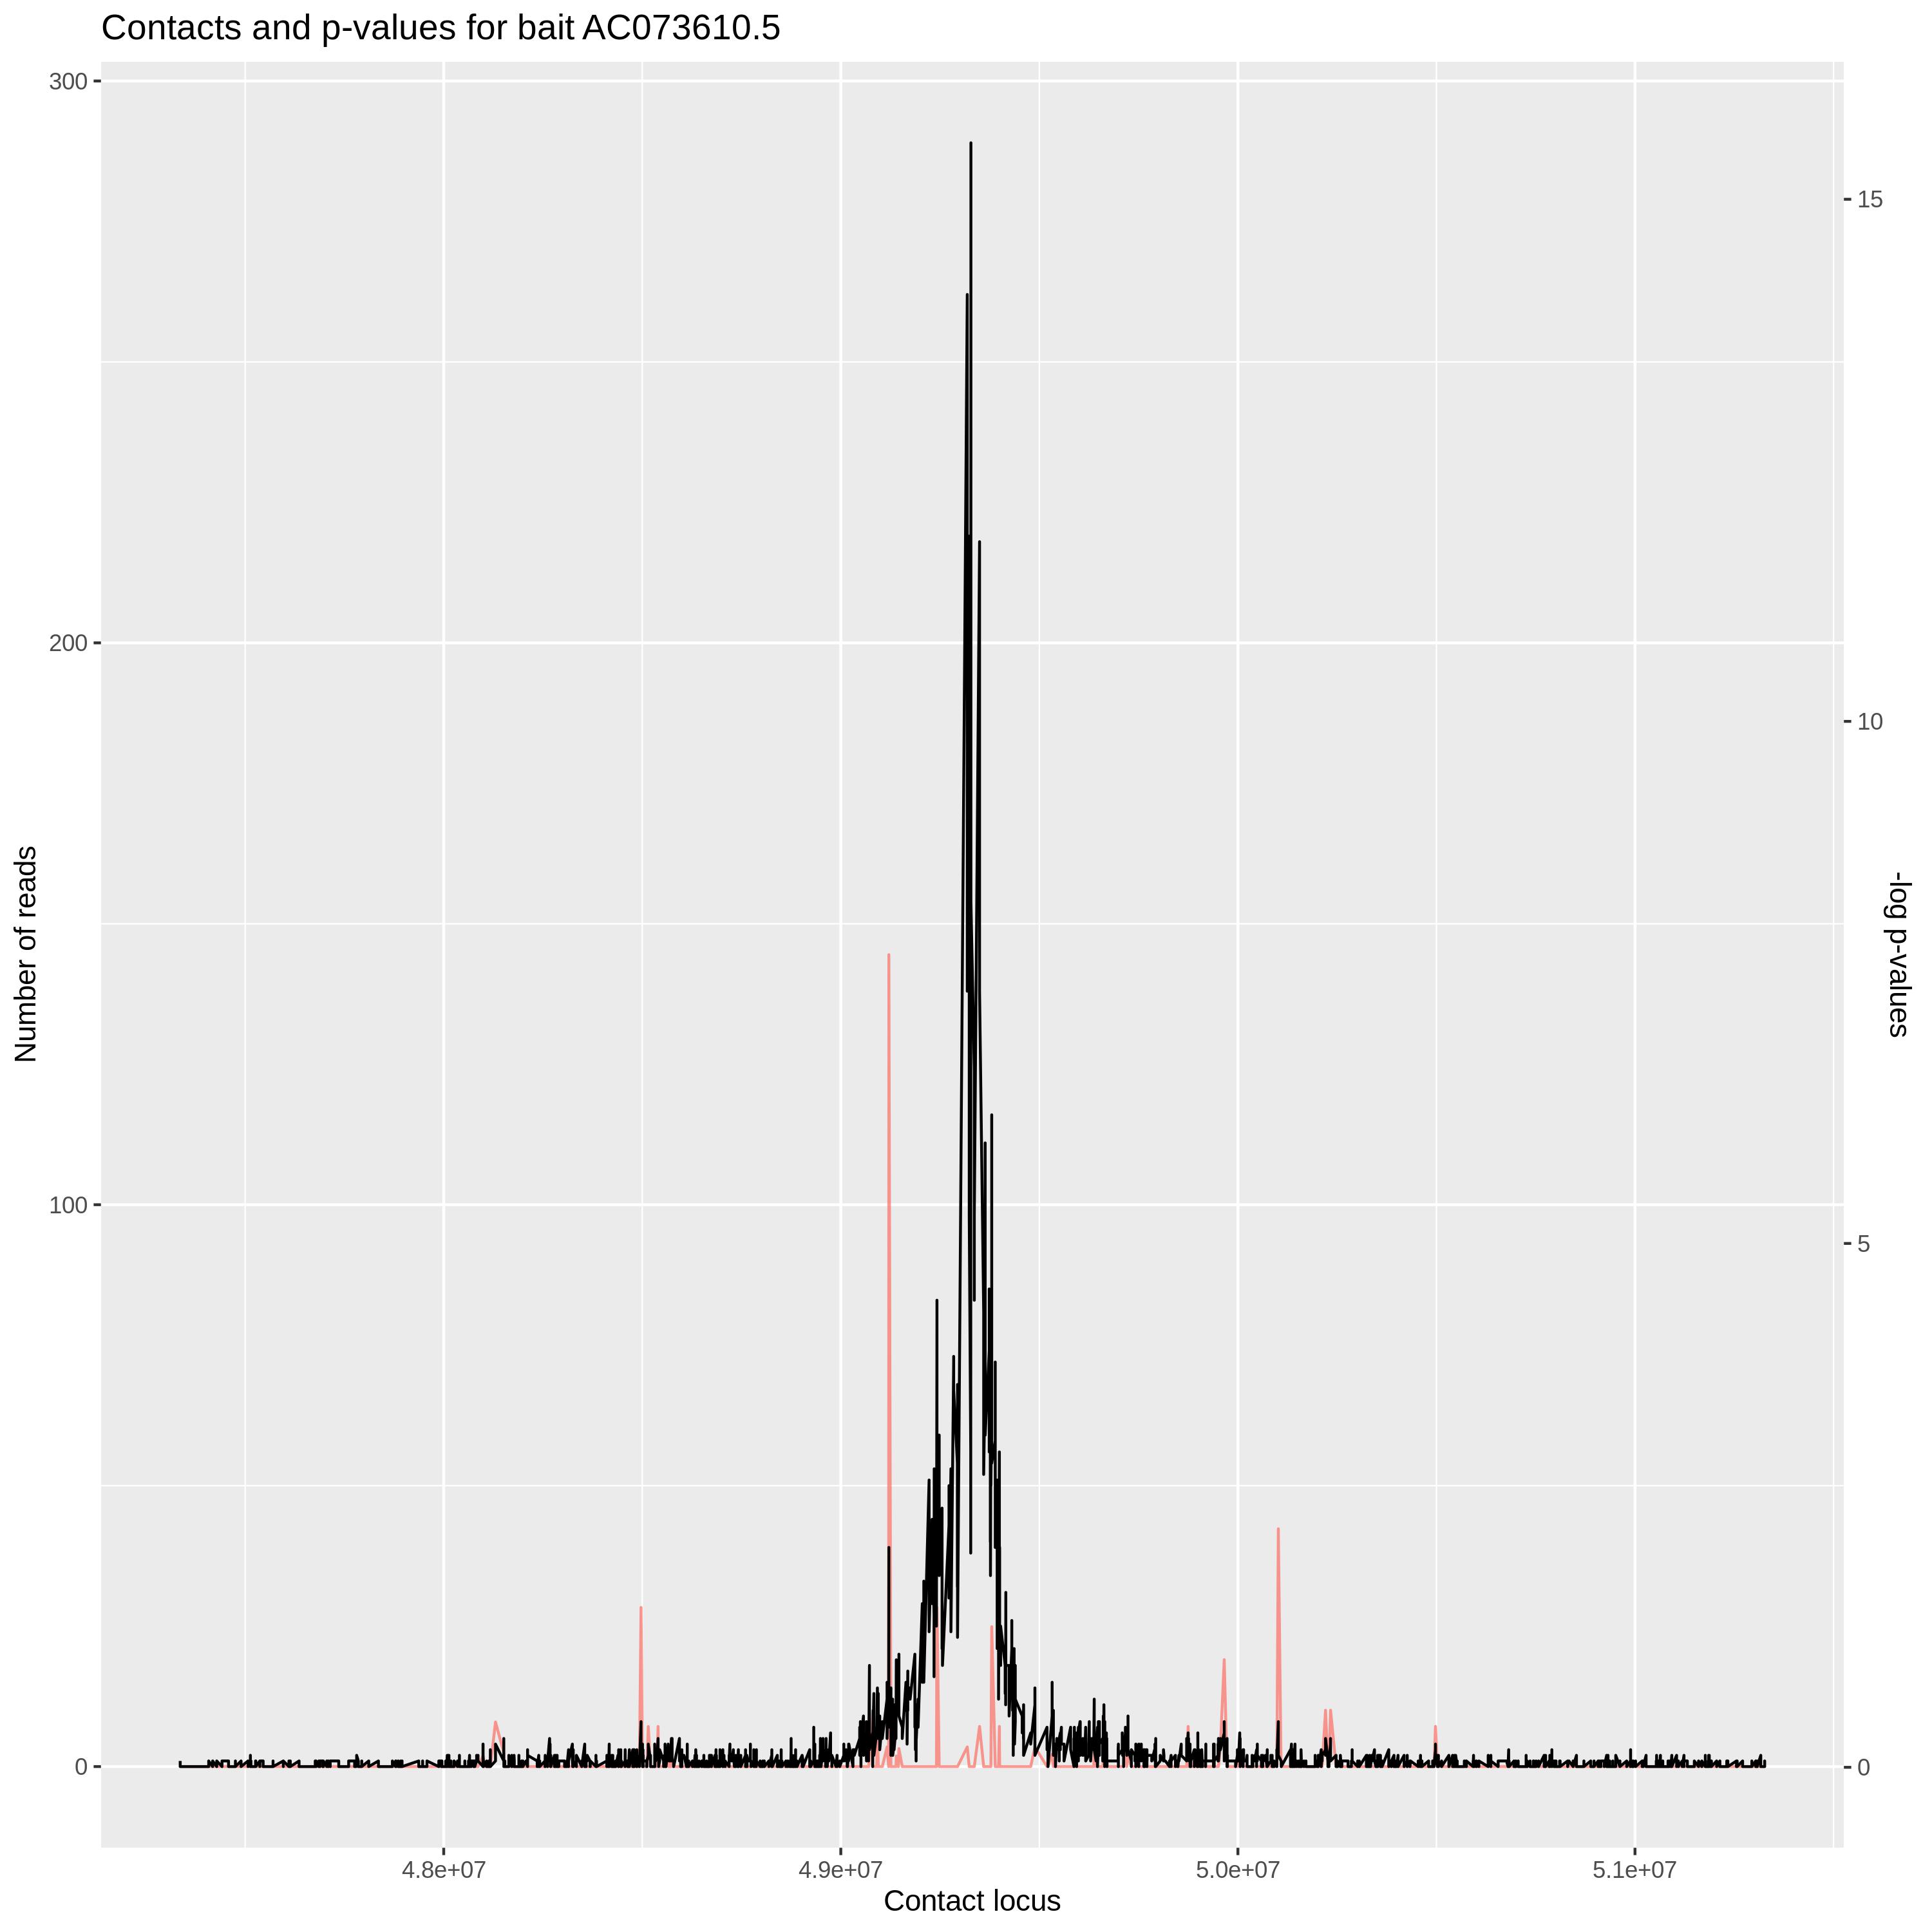 Contacts and p-values for bait AC073610.5
300
200
100
0
15
10
5
0
Number of reads
-log p-values
4.8e+07 4.9e+07 5.0e+07 5.1e+07
Contact locus